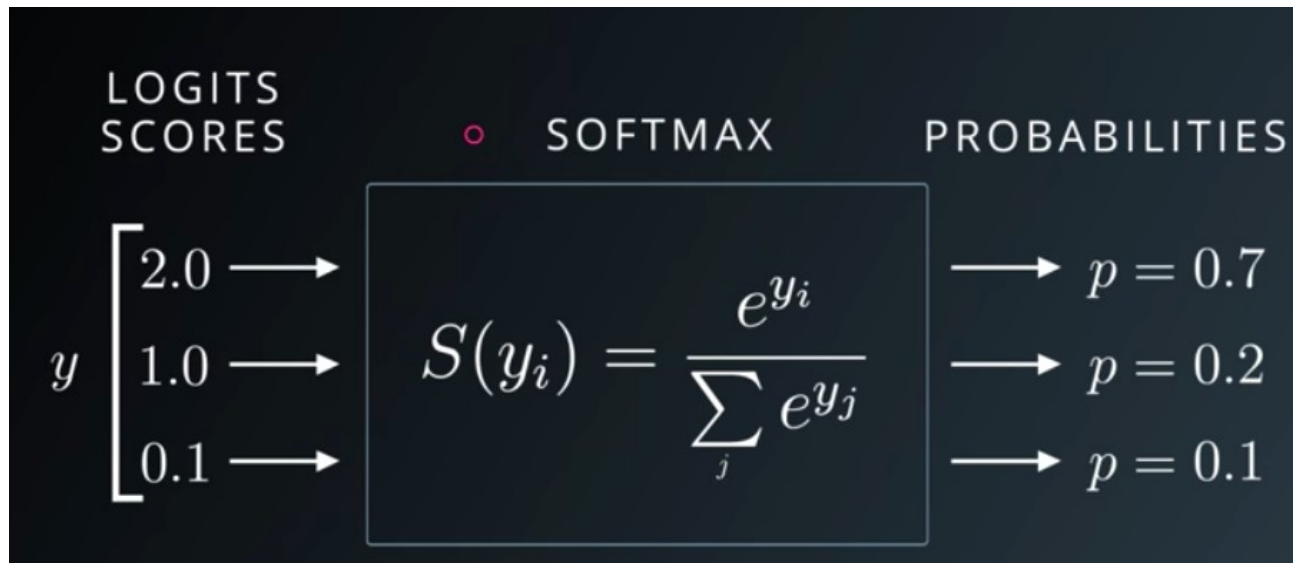 LOGITS
SCORES
SOFTMAX
PROBABILITIES
y
2.0
1.0
0.1
S(y_i) = e^{y_i} / ∑_j e^{y_j}
p = 0.7
p = 0.2
p = 0.1